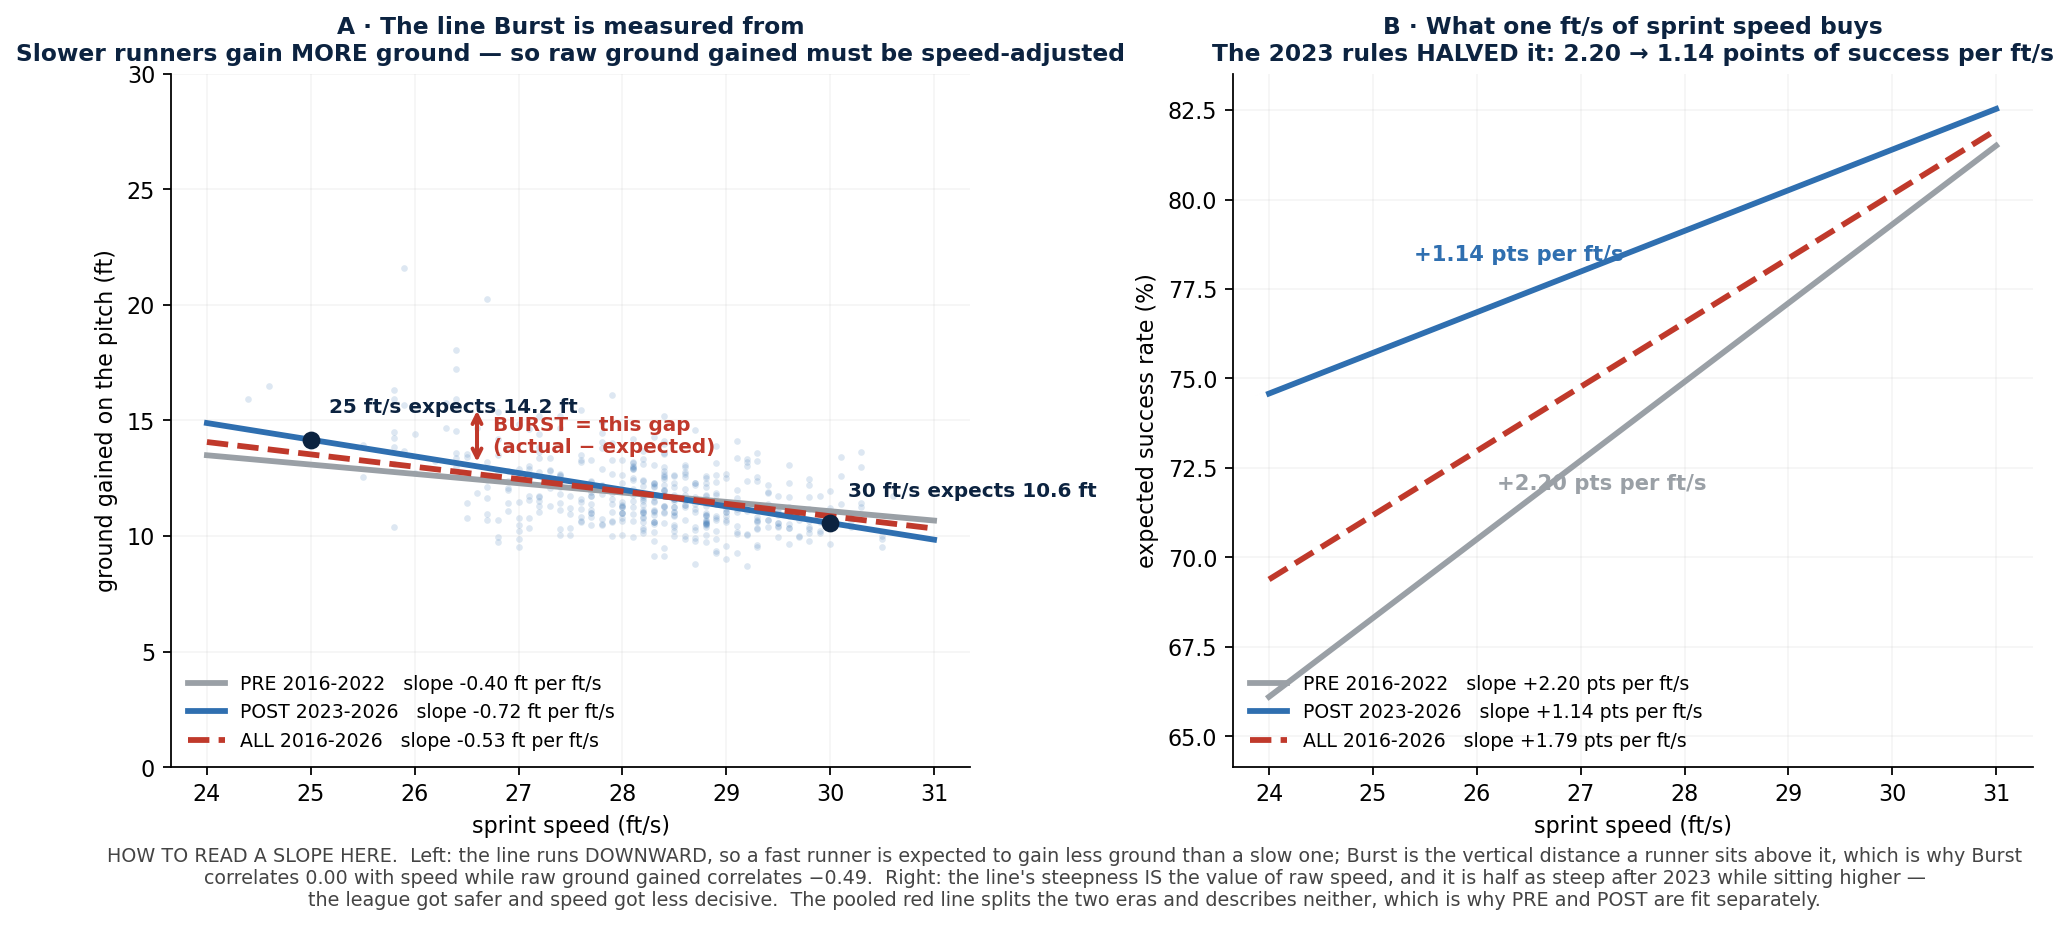 A · The line Burst is measured from
Slower runners gain MORE ground — so raw ground gained must be speed-adjusted
30
25
20
15
10
5
0
ground gained on the pitch (ft)
25 ft/s expects 14.2 ft
BURST = this gap
(actual − expected)
30 ft/s expects 10.6 ft
PRE 2016-2022   slope -0.40 ft per ft/s
POST 2023-2026   slope -0.72 ft per ft/s
ALL 2016-2026   slope -0.53 ft per ft/s
24 25 26 27 28 29 30 31
sprint speed (ft/s)
B · What one ft/s of sprint speed buys
The 2023 rules HALVED it: 2.20 → 1.14 points of success per ft/s
82.5
80.0
77.5
75.0
72.5
70.0
67.5
65.0
expected success rate (%)
+1.14 pts per ft/s
+2.20 pts per ft/s
PRE 2016-2022   slope +2.20 pts per ft/s
POST 2023-2026   slope +1.14 pts per ft/s
ALL 2016-2026   slope +1.79 pts per ft/s
24 25 26 27 28 29 30 31
sprint speed (ft/s)
HOW TO READ A SLOPE HERE.  Left: the line runs DOWNWARD, so a fast runner is expected to gain less ground than a slow one; Burst is the vertical distance a runner sits above it, which is why Burst
correlates 0.00 with speed while raw ground gained correlates −0.49.  Right: the line's steepness IS the value of raw speed, and it is half as steep after 2023 while sitting higher —
the league got safer and speed got less decisive.  The pooled red line splits the two eras and describes neither, which is why PRE and POST are fit separately.